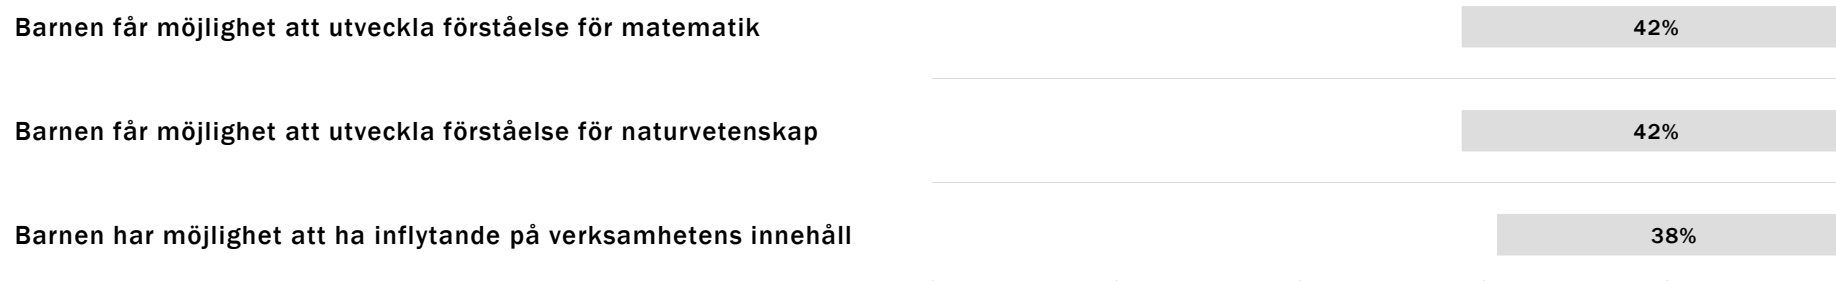 Barnen får möjlighet att utveckla förståelse för matematik 42%
Barnen får möjlighet att utveckla förståelse för naturvetenskap 42%
Barnen har möjlighet att ha inflytande på verksamhetens innehåll 38%